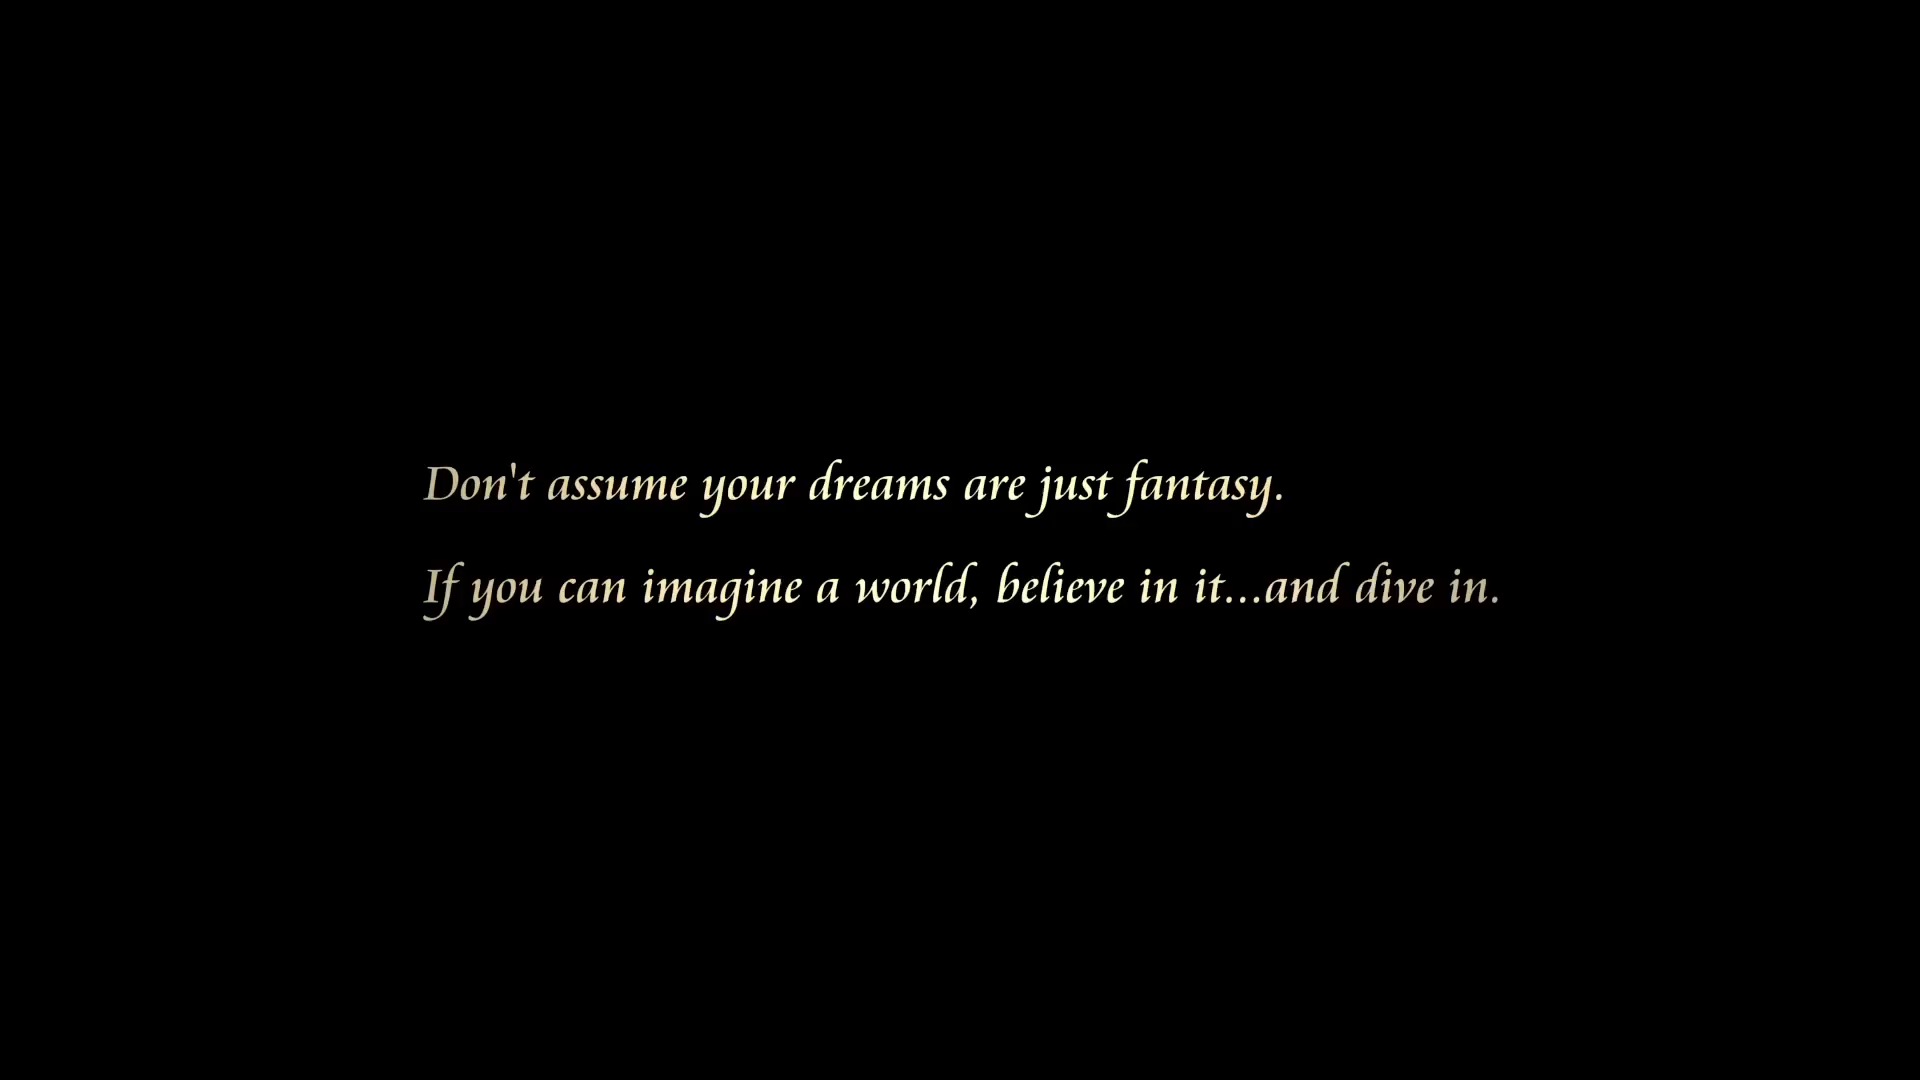 Don't assume your dreams are just fantasy.
If you can imagine a world, believe in it...and dive in.